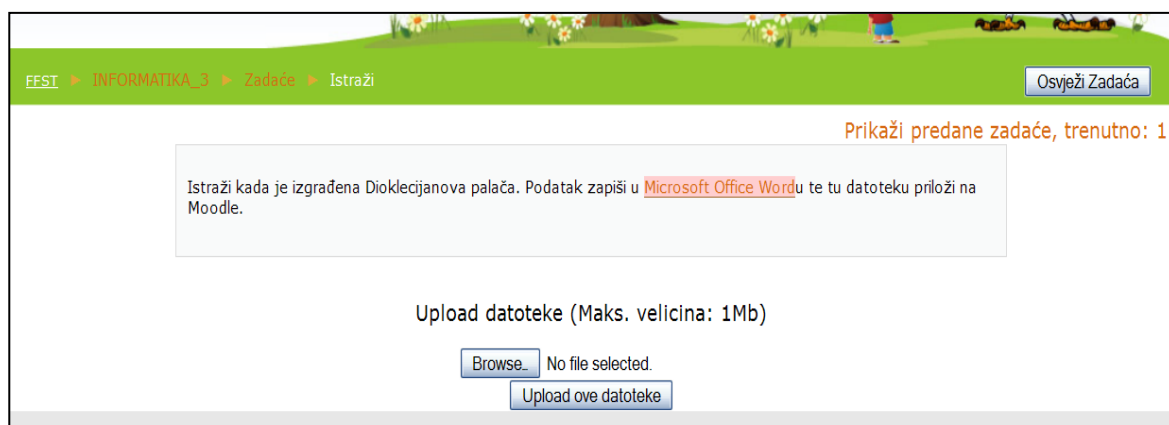 FFST ► INFORMATIKA_3 ► Zadaće ► Istraži
Osvježi Zadaća
Prikaži predane zadaće, trenutno: 1
Istraži kada je izgrađena Dioklecijanova palača. Podatak zapiši u Microsoft Office Wordu te tu datoteku priloži na
Moodle.
Upload datoteke (Maks. velicina: 1Mb)
Browse_ No file selected.
Upload ove datoteke